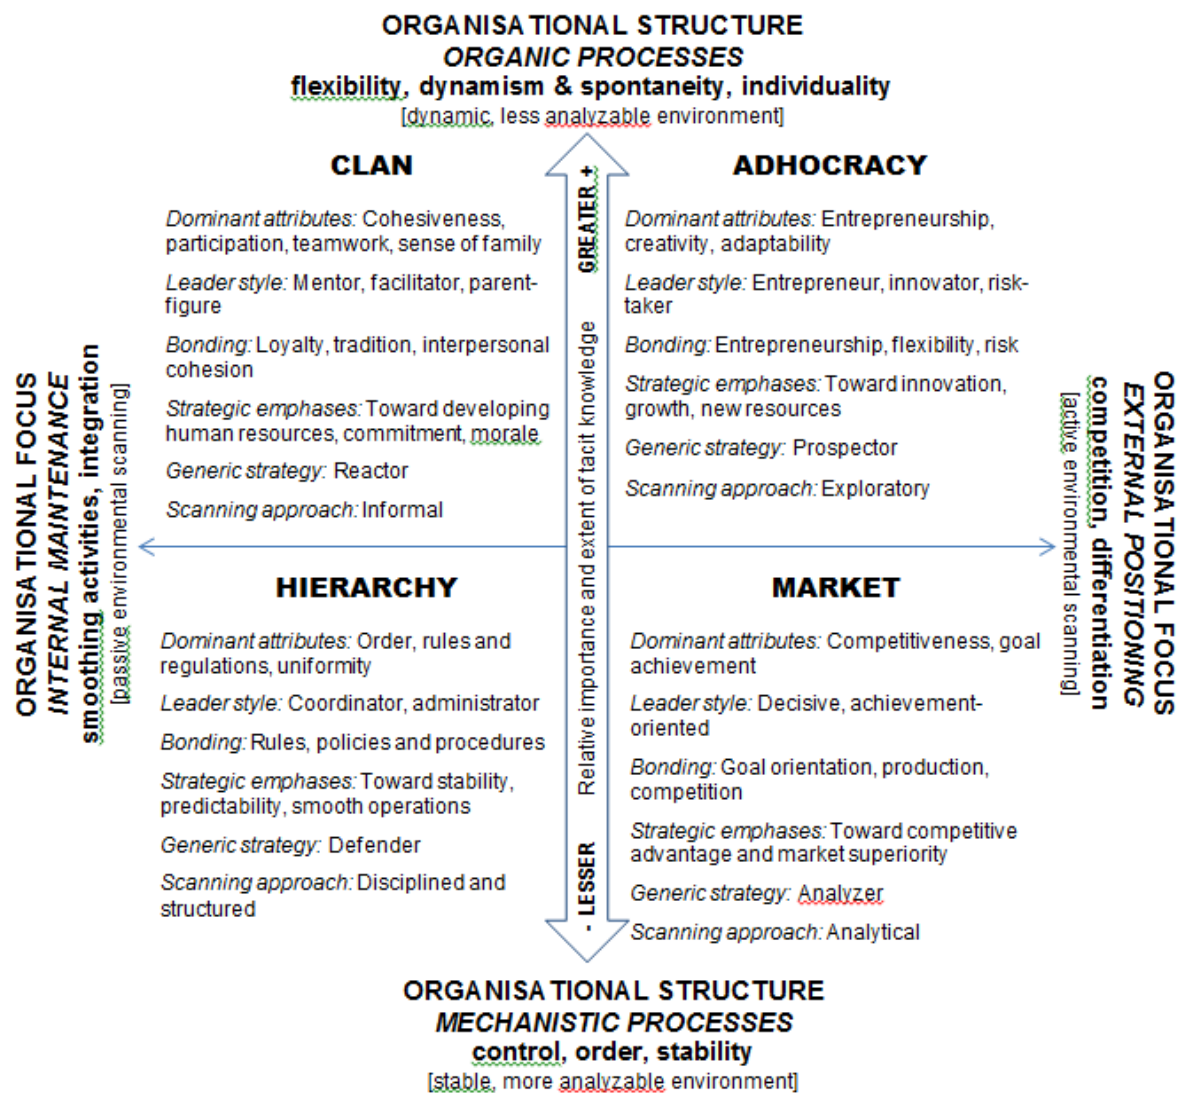 ORGANISATIONAL STRUCTURE
ORGANIC PROCESSES
flexibility, dynamism & spontaneity, individuality
[dynamic, less analyzable environment]
CLAN
Dominant attributes: Cohesiveness,
participation, teamwork, sense of family
Leader style: Mentor, facilitator, parent-
figure
Bonding: Loyalty, tradition, interpersonal
cohesion
Strategic emphases: Toward developing
human resources, commitment, morale
Generic strategy: Reactor
Scanning approach: Informal
GREATER +
Relative importance and extent of tacit knowledge
- LESSER
ADHOCRACY
Dominant attributes: Entrepreneurship,
creativity, adaptability
Leader style: Entrepreneur, innovator, risk-
taker
Bonding: Entrepreneurship, flexibility, risk
Strategic emphases: Toward innovation,
growth, new resources
Generic strategy: Prospector
Scanning approach: Exploratory
ORGANISATIONAL FOCUS
INTERNAL MAINTENANCE
smoothing activities, integration
[passive environmental scanning]
ORGANISATIONAL FOCUS
EXTERNAL POSITIONING
competition, differentiation
[active environmental scanning]
HIERARCHY
Dominant attributes: Order, rules and
regulations, uniformity
Leader style: Coordinator, administrator
Bonding: Rules, policies and procedures
Strategic emphases: Toward stability,
predictability, smooth operations
Generic strategy: Defender
Scanning approach: Disciplined and
structured
MARKET
Dominant attributes: Competitiveness, goal
achievement
Leader style: Decisive, achievement-
oriented
Bonding: Goal orientation, production,
competition
Strategic emphases: Toward competitive
advantage and market superiority
Generic strategy: Analyzer
Scanning approach: Analytical
ORGANISATIONAL STRUCTURE
MECHANISTIC PROCESSES
control, order, stability
[stable, more analyzable environment]